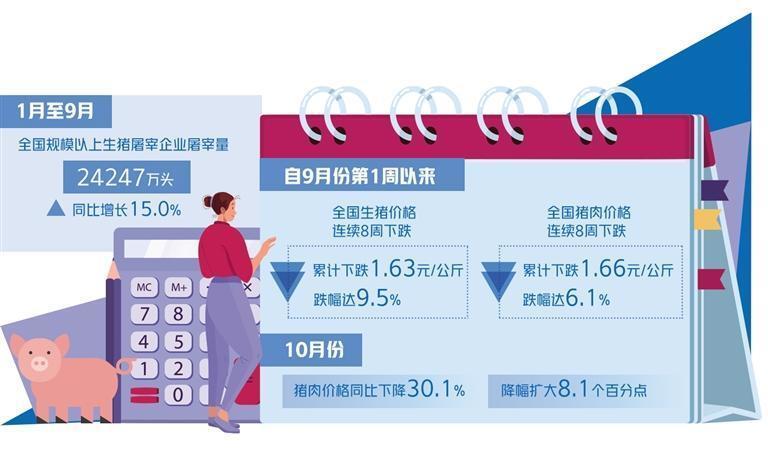 1月至9月
全国规模以上生猪屠宰企业屠宰量
24247万头
同比增长15.0%
自9月份第1周以来
全国生猪价格
连续8周下跌
累计下跌1.63元/公斤
跌幅达9.5%
全国猪肉价格
连续8周下跌
累计下跌1.66元/公斤
跌幅达6.1%
10月份
猪肉价格同比下降30.1%
降幅扩大8.1个百分点
MC M+ ×
7 8
4 5
1 2
0